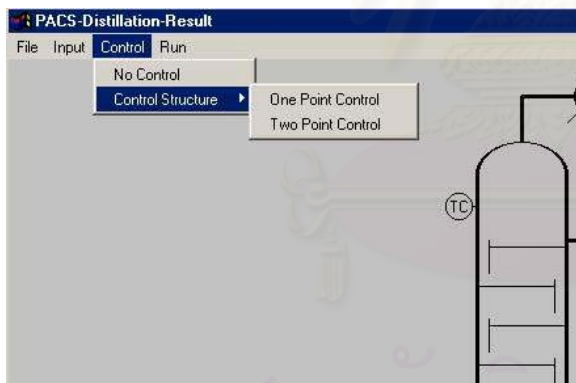 PACS-Distillation-Result
File Input Control Run
No Control
Control Structure One Point Control
Two Point Control
TC